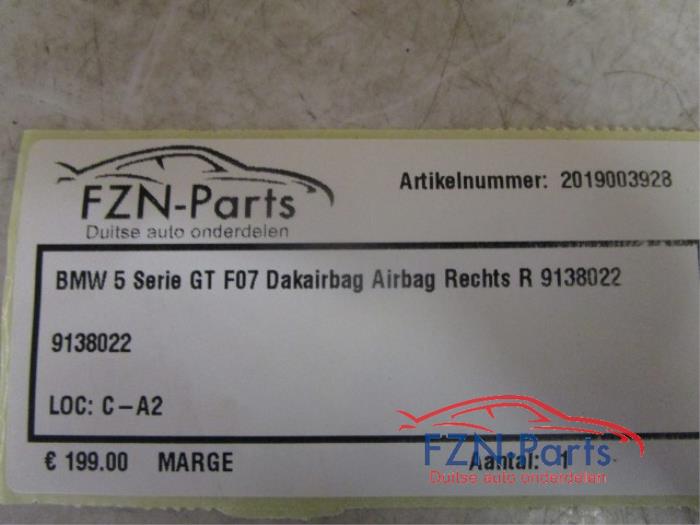 FZN-Parts
Duitse auto onderdelen
Artikelnummer: 2019003928
BMW 5 Serie GT F07 Dakairbag Airbag Rechts R 9138022
9138022
LOC: C-A2
€ 199.00 MARGE Aantal: 1
FZN-Parts
Duitse auto onderdelen